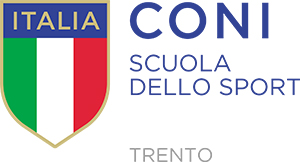 ITALIA
CONI
SCUOLA
DELLO SPORT
TRENTO